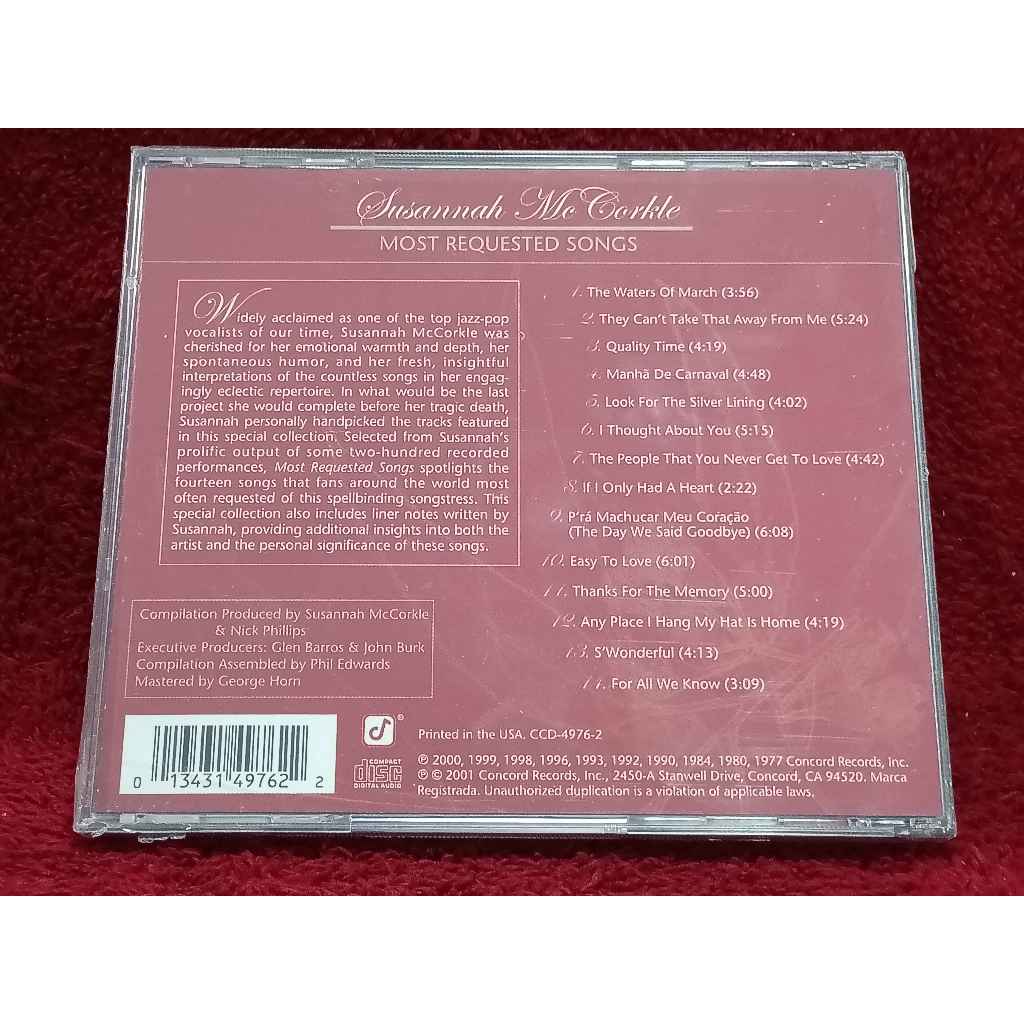 Susannah McCorkle
MOST REQUESTED SONGS
Widely acclaimed as one of the top jazz-pop
vocalists of our time, Susannah McCorkle was
cherished for her emotional warmth and depth, her
spontaneous humor, and her fresh, insightful
interpretations of the countless songs in her engag-
ingly eclectic repertoire. In what would be the last
project she would complete before her tragic death,
Susannah personally handpicked the tracks featured
in this special collection. Selected from Susannah's
prolific output of some two-hundred recorded
performances, Most Requested Songs spotlights the
fourteen songs that fans around the world most
often requested of this spellbinding songstress. This
special collection also includes liner notes written by
Susannah, providing additional insights into both the
artist and the personal significance of these songs.
1. The Waters Of March (3:56)
2. They Can't Take That Away From Me (5:24)
3. Quality Time (4:19)
4. Manhã De Carnaval (4:48)
5. Look For The Silver Lining (4:02)
6. I Thought About You (5:15)
7. The People That You Never Get To Love (4:42)
8. If I Only Had A Heart (2:22)
9. P'rá Machucar Meu Coração
(The Day We Said Goodbye) (6:08)
10. Easy To Love (6:01)
11. Thanks For The Memory (5:00)
12. Any Place I Hang My Hat Is Home (4:19)
13. S'Wonderful (4:13)
14. For All We Know (3:09)
Compilation Produced by Susannah McCorkle
& Nick Phillips
Executive Producers: Glen Barros & John Burk
Compilation Assembled by Phil Edwards
Mastered by George Horn
0 13431 49762 2
®
COMPACT
disc
DIGITAL AUDIO
Printed in the USA. CCD-4976-2
℗ 2000, 1999, 1998, 1996, 1993, 1992, 1990, 1984, 1980, 1977 Concord Records, Inc.
℗ © 2001 Concord Records, Inc., 2450-A Stanwell Drive, Concord, CA 94520. Marca
Registrada. Unauthorized duplication is a violation of applicable laws.